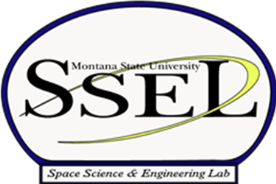 Montana State University
SSEL
Space Science & Engineering Lab